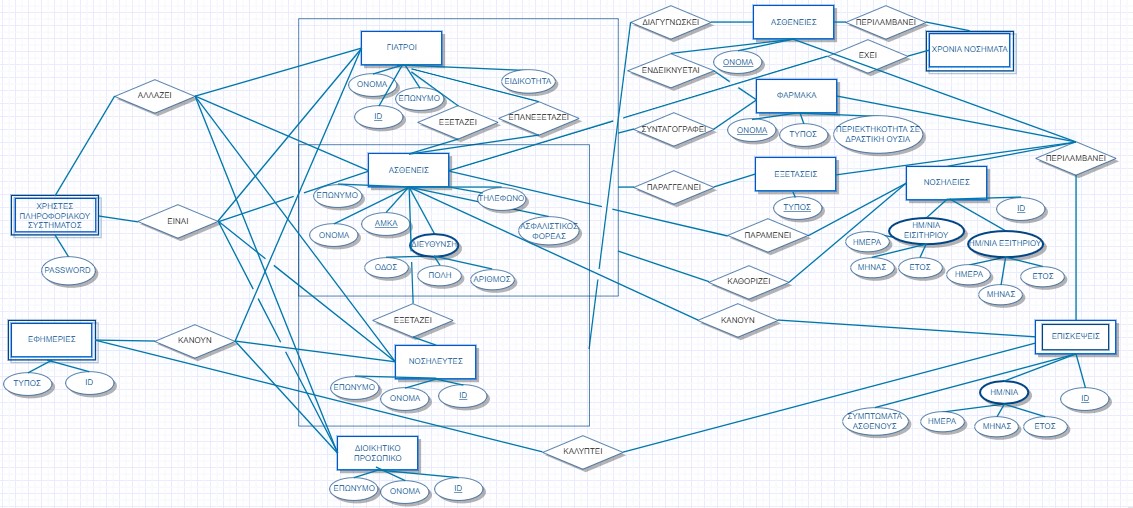 ΔΙΑΓΥΓΝΩΣΚΕΙ
ΑΣΘΕΝΕΙΕΣ
ΠΕΡΙΛΑΜΒΑΝΕΙ
ΓΙΑΤΡΟΙ
ΧΡΟΝΙΑ ΝΟΣΗΜΑΤΑ
ΕΧΕΙ
ΟΝΟΜΑ
ΕΝΔΕΙΚΝΥΕΤΑΙ
ΟΝΟΜΑ
ΕΙΔΙΚΟΤΗΤΑ
ΑΛΛΑΖΕΙ
ΕΠΩΝΥΜΟ
ΦΑΡΜΑΚΑ
ID
ΕΞΕΤΑΖΕΙ
ΕΠΑΝΕΞΕΤΑΖΕΙ
ΣΥΝΤΑΓΟΓΡΑΦΕΙ
ΟΝΟΜΑ
ΤΥΠΟΣ
ΠΕΡΙΕΚΤΗΚΟΤΗΤΑ ΣΕ
ΔΡΑΣΤΙΚΗ ΟΥΣΙΑ
ΠΕΡΙΛΑΜΒΑΝΕΙ
ΑΣΘΕΝΕΙΣ
ΕΞΕΤΑΣΕΙΣ
ΝΟΣΗΛΕΙΕΣ
ΠΑΡΑΓΓΕΛΝΕΙ
ΕΠΩΝΥΜΟ
ΤΗΛΕΦΩΝΟ
ΤΥΠΟΣ
ID
ΧΡΗΣΤΕΣ
ΠΛΗΡΟΦΟΡΙΑΚΟΥ
ΣΥΣΤΗΜΑΤΟΣ
ΕΙΝΑΙ
ΑΜΚΑ
ΟΝΟΜΑ
ΑΣΦΑΛΙΣΤΙΚΟΣ
ΦΟΡΕΑΣ
ΔΙΕΥΘΥΝΣΗ
ΠΑΡΑΜΕΝΕΙ
ΗΜ/ΝΙΑ
ΕΙΣΙΤΗΡΙΟΥ
ΗΜ/ΝΙΑ ΕΞΙΤΗΡΙΟΥ
ΗΜΕΡΑ
ΜΗΝΑΣ
ΕΤΟΣ
ΗΜΕΡΑ
ΕΤΟΣ
ΜΗΝΑΣ
PASSWORD
ΟΔΟΣ
ΠΟΛΗ
ΑΡΙΘΜΟΣ
ΚΑΘΟΡΙΖΕΙ
ΕΞΕΤΑΖΕΙ
ΚΑΝΟΥΝ
ΕΦΗΜΕΡΙΕΣ
ΚΑΝΟΥΝ
ΕΠΙΣΚΕΨΕΙΣ
ΝΟΣΗΛΕΥΤΕΣ
ΤΥΠΟΣ
ID
ΕΠΩΝΥΜΟ
ΟΝΟΜΑ
ID
ΗΜ/ΝΙΑ
ID
ΣΥΜΠΤΩΜΑΤΑ
ΑΣΘΕΝΟΥΣ
ΗΜΕΡΑ
ΜΗΝΑΣ
ΕΤΟΣ
ΔΙΟΙΚΗΤΙΚΟ
ΠΡΟΣΩΠΙΚΟ
ΚΑΛΥΠΤΕΙ
ΕΠΩΝΥΜΟ
ΟΝΟΜΑ
ID